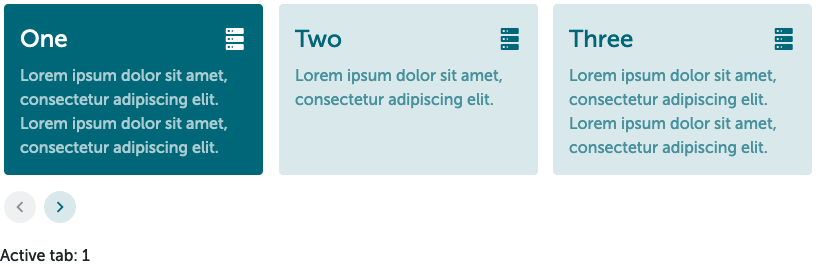 One
Lorem ipsum dolor sit amet,
consectetur adipiscing elit.
Lorem ipsum dolor sit amet,
consectetur adipiscing elit.
Two
Lorem ipsum dolor sit amet,
consectetur adipiscing elit.
Three
Lorem ipsum dolor sit amet,
consectetur adipiscing elit.
Lorem ipsum dolor sit amet,
consectetur adipiscing elit.
Active tab: 1